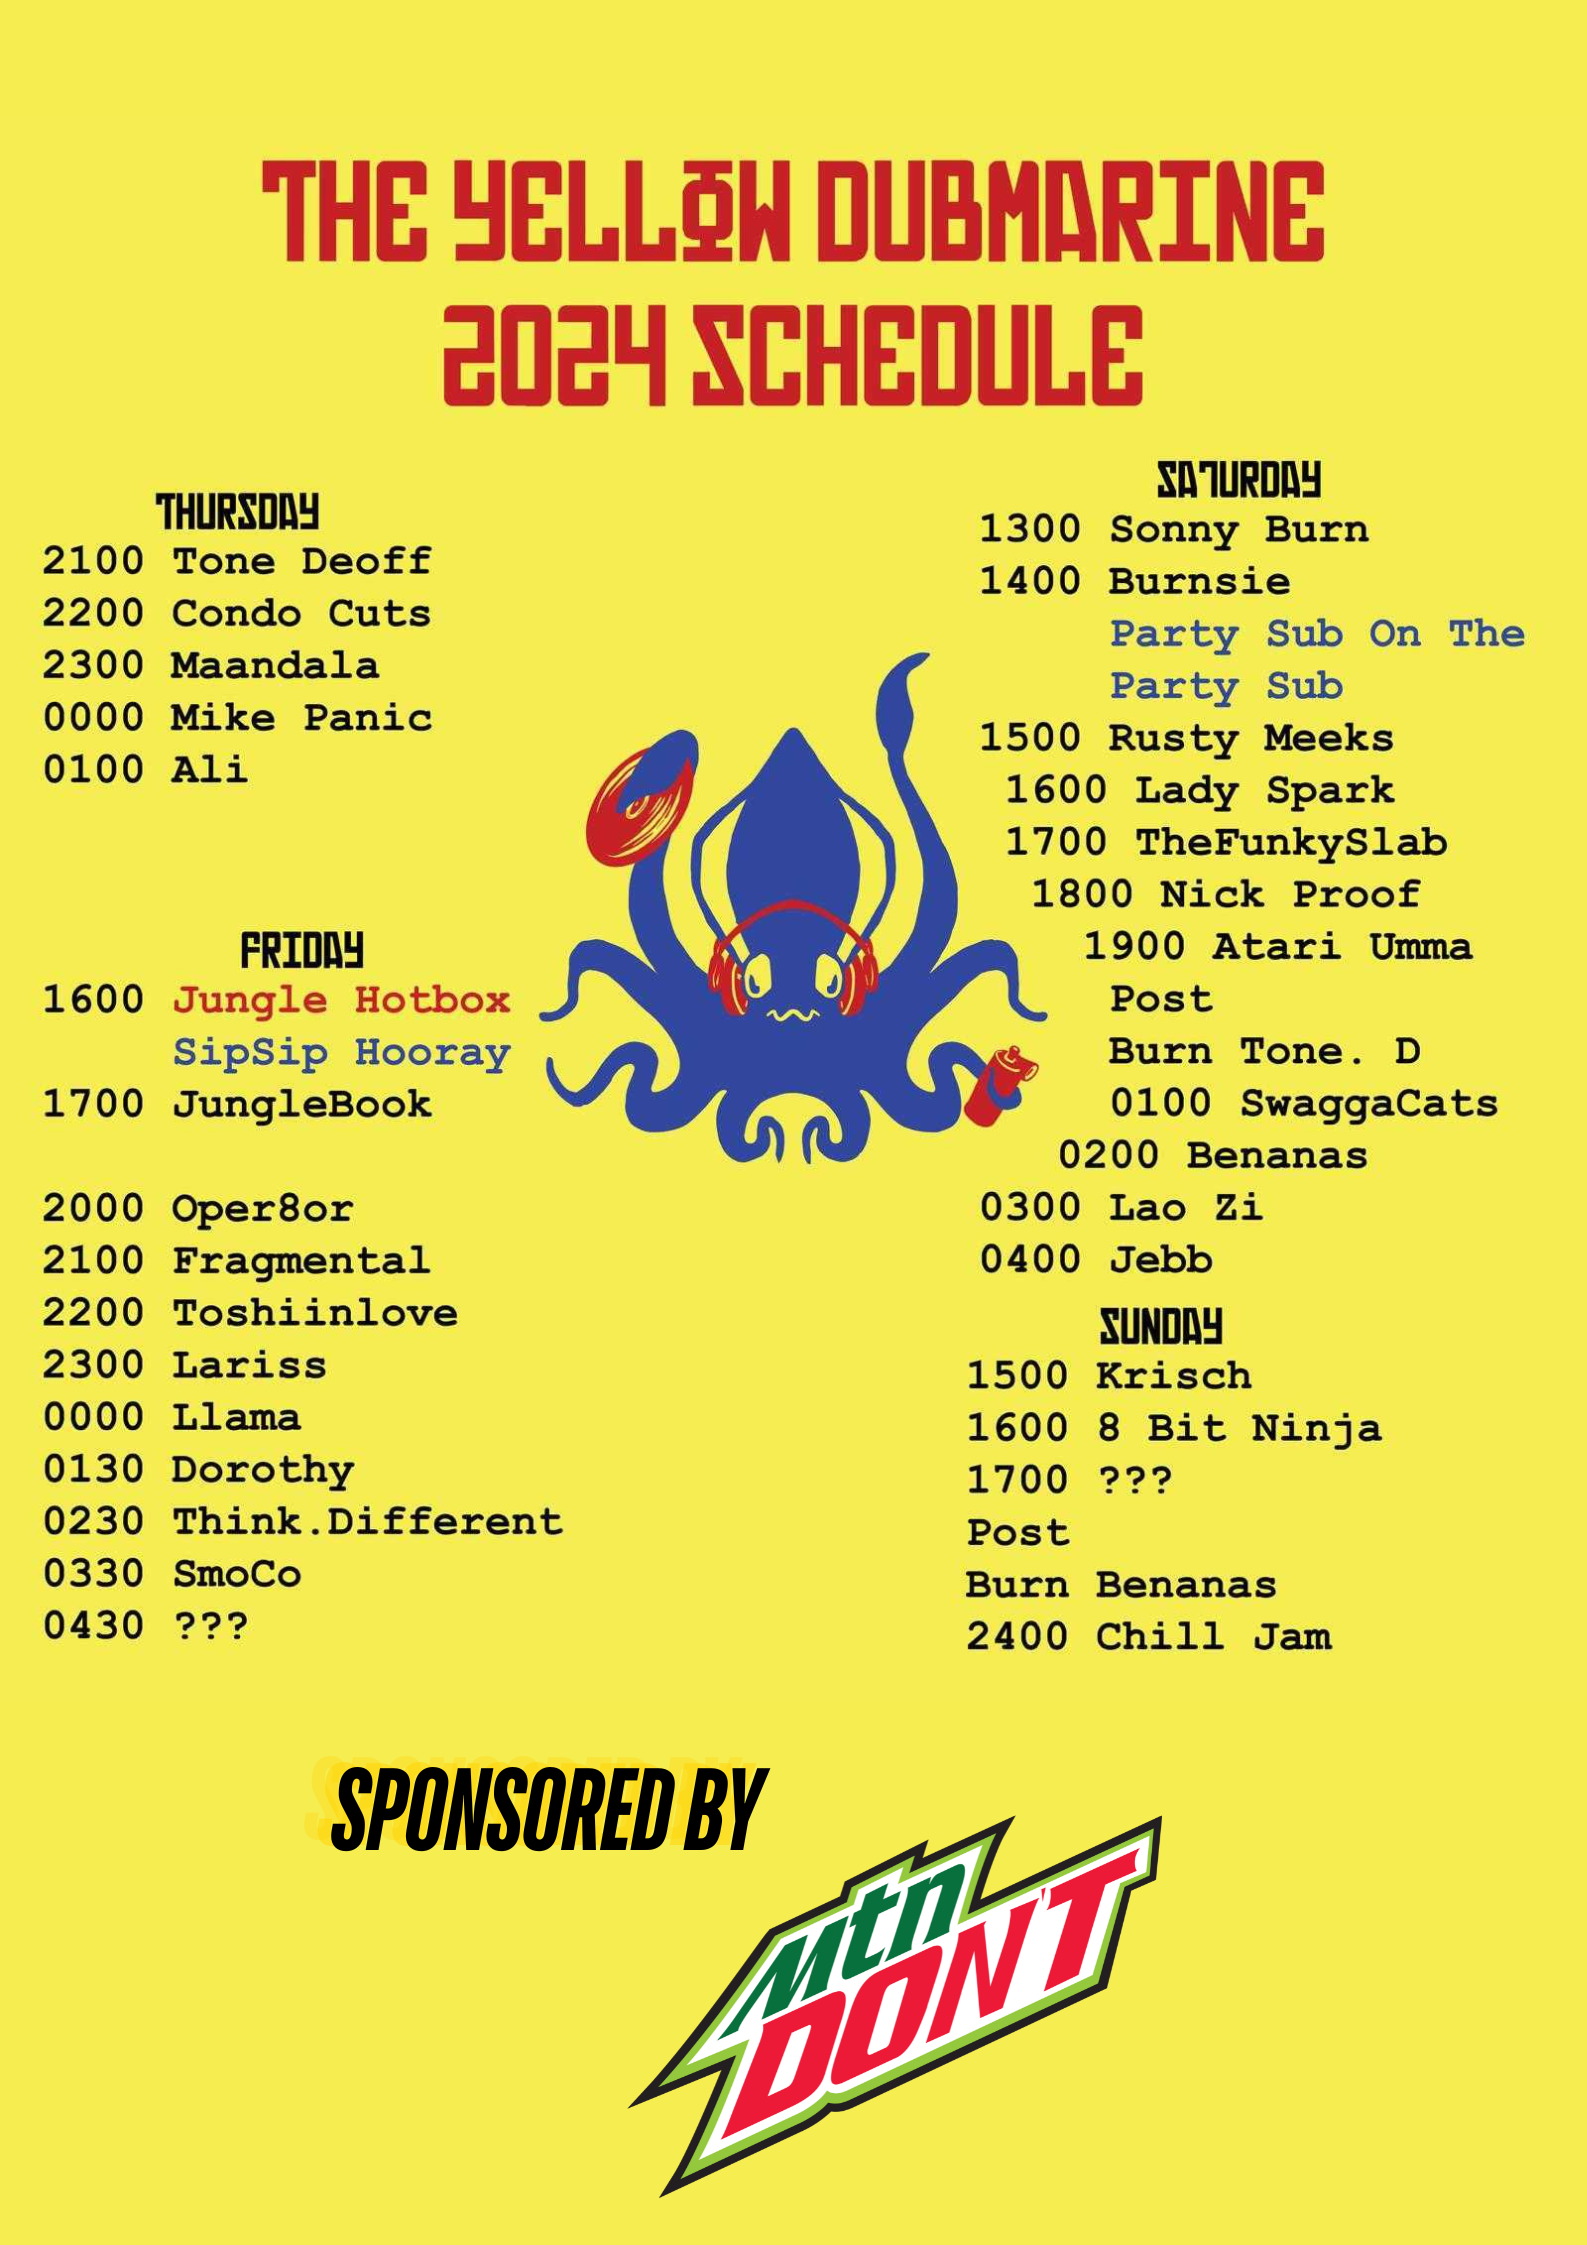 THE YELLOW DUBMARINE
2024 SCHEDULE
THURSDAY
2100 Tone Deoff
2200 Condo Cuts
2300 Maandala
0000 Mike Panic
0100 Ali
FRIDAY
1600 Jungle Hotbox
SipSip Hooray
1700 JungleBook
2000 Oper8or
2100 Fragmental
2200 Toshiinlove
2300 Lariss
0000 Llama
0130 Dorothy
0230 Think.Different
0330 SmoCo
0430 ???
SATURDAY
1300 Sonny Burn
1400 Burnsie
Party Sub On The
Party Sub
1500 Rusty Meeks
1600 Lady Spark
1700 TheFunkySlab
1800 Nick Proof
1900 Atari Umma
Post
Burn Tone. D
0100 SwaggaCats
0200 Benanas
0300 Lao Zi
0400 Jebb
SUNDAY
1500 Krisch
1600 8 Bit Ninja
1700 ???
Post
Burn Benanas
2400 Chill Jam
SPONSORED BY
Mtn
DON'T